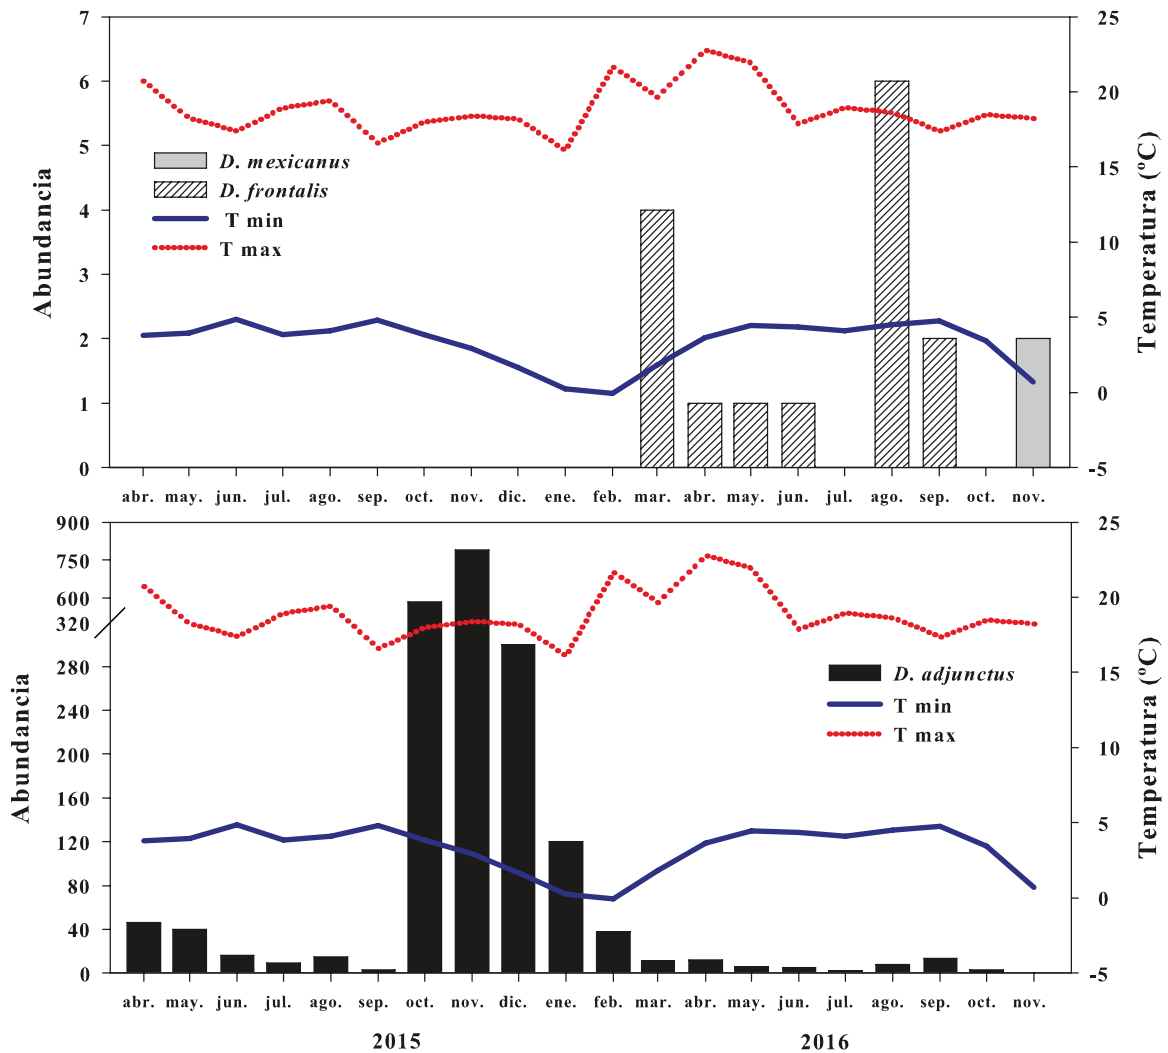 7
6
5
4
3
2
1
0
Abundancia
25
20
15
10
5
0
-5
Temperatura (ºC)
D. mexicanus
D. frontalis
T min
T max
abr. may. jun. jul. ago. sep. oct. nov. dic. ene. feb. mar. abr. may. jun. jul. ago. sep. oct. nov.
900
750
600
320
280
240
200
160
120
80
40
0
Abundancia
25
20
15
10
5
0
-5
Temperatura (ºC)
D. adjunctus
T min
T max
abr. may. jun. jul. ago. sep. oct. nov. dic. ene. feb. mar. abr. may. jun. jul. ago. sep. oct. nov.
2015 2016